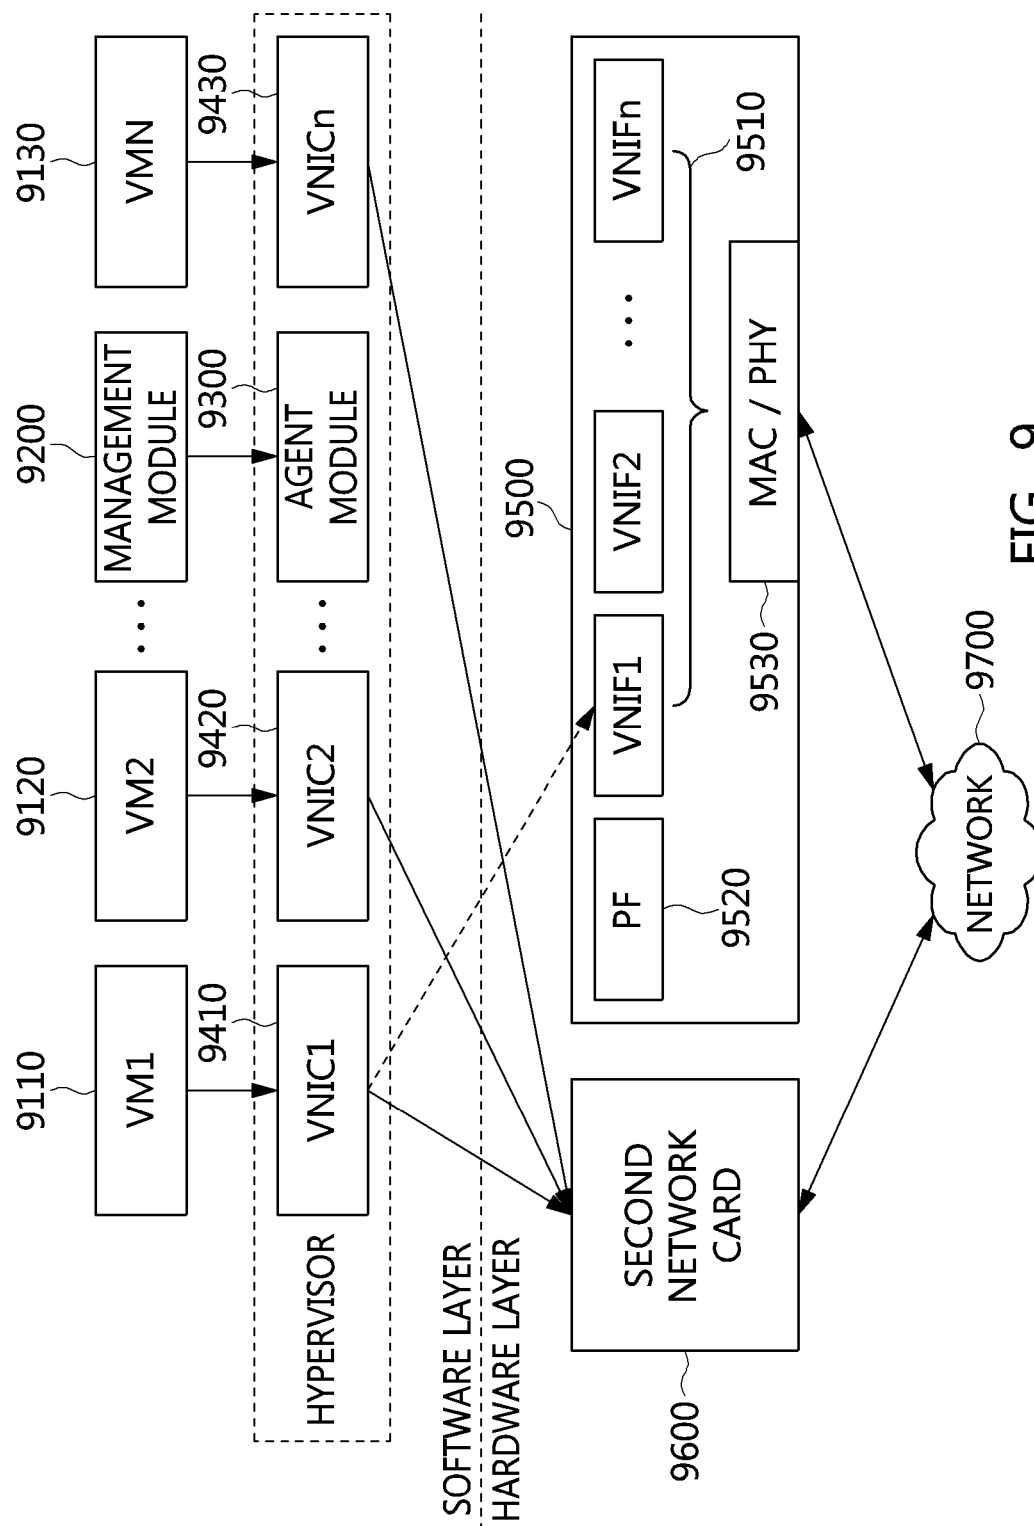 9110
9120
9200
9130
VM1
VM2
...
MANAGEMENT
MODULE
VMN
9410
9420
9300
9430
HYPERVISOR
VNIC1
VNIC2
...
AGENT
MODULE
VNICn
SOFTWARE LAYER
HARDWARE LAYER
9500
9600
SECOND
NETWORK
CARD
PF
VNIF1
VNIF2
...
VNIFn
9520
9510
9530
MAC / PHY
9700
NETWORK
FIG. 9